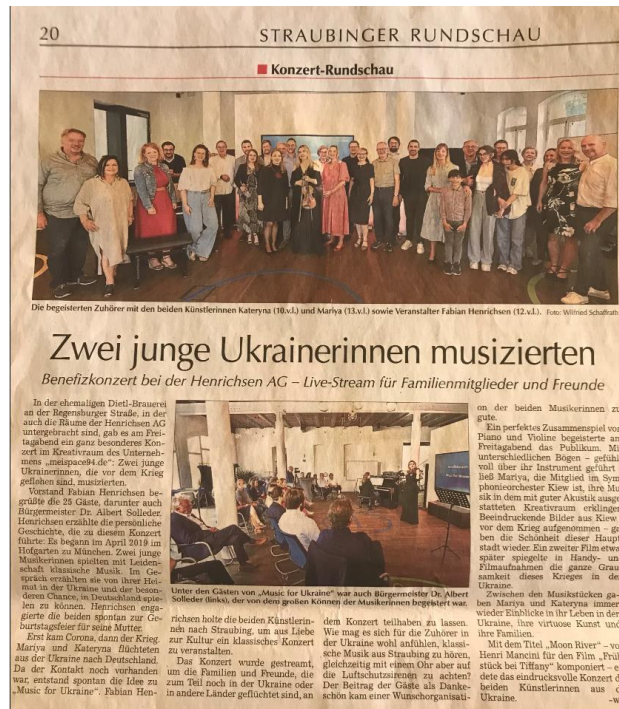 20
STRAUBINGER RUNDSCHAU
Konzert-Rundschau
Die begeisterten Zuhörer mit den beiden Künstlerinnen Kateryna (10.v.l.) und Mariya (13.v.l.) sowie Veranstalter Fabian Henrichsen (12.v.l.). Foto: Wilfried Schaffrath
Zwei junge Ukrainerinnen musizierten
Benefizkonzert bei der Henrichsen AG – Live-Stream für Familienmitglieder und Freunde
In der ehemaligen Dietl-Brauerei
an der Regensburger Straße, in der
auch die Räume der Henrichsen AG
untergebracht sind, gab es am Frei-
tagabend ein ganz besonderes Kon-
zert im Kreativraum des Unterneh-
mens „meispace94.de“: Zwei junge
Ukrainerinnen, die vor dem Krieg
geflohen sind, musizierten.
Vorstand Fabian Henrichsen be-
grüßte die 25 Gäste, darunter auch
Bürgermeister Dr. Albert Solleder.
Henrichsen erzählte die persönliche
Geschichte, die zu diesem Konzert
führte: Es begann im April 2019 im
Hofgarten zu München. Zwei junge
Musikerinnen spielten mit Leiden-
schaft klassische Musik. Im Ge-
spräch erzählten sie von ihrer Hei-
mat in der Ukraine und der beson-
deren Chance, in Deutschland spie-
len zu können. Henrichsen enga-
gierte die beiden spontan zur Ge-
burtstagsfeier für seine Mutter.
Erst kam Corona, dann der Krieg.
Mariya und Kateryna flüchteten
aus der Ukraine nach Deutschland.
Da der Kontakt noch vorhanden
war, entstand spontan die Idee zu
„Music for Ukraine“. Fabian Hen-
Unter den Gästen von „Music for Ukraine“ war auch Bürgermeister Dr. Albert
Solleder (links), der von dem großen Können der Musikerinnen begeistert war.
richsen holte die beiden Künstlerin-
nen nach Straubing, um aus Liebe
zur Kultur ein klassisches Konzert
zu veranstalten.
Das Konzert wurde gestreamt,
um die Familien und Freunde, die
zum Teil noch in der Ukraine oder
in andere Länder geflüchtet sind, an
dem Konzert teilhaben zu lassen.
Wie mag es sich für die Zuhörer in
der Ukraine wohl anfühlen, klassi-
sche Musik aus Straubing zu hören,
gleichzeitig mit einem Ohr aber auf
die Luftschutzsirenen zu achten?
Der Beitrag der Gäste als Danke-
schön kam einer Wunschorganisati-
on der beiden Musikerinnen zu
gute.
Ein perfektes Zusammenspiel von
Piano und Violine begeisterte am
Freitagabend das Publikum. Mit
unterschiedlichen Bögen – gefühl-
voll über ihr Instrument geführt –
ließ Mariya, die Mitglied im Sym-
phonieorchester Kiew ist, ihre Mu-
sik in dem mit guter Akustik ausge-
statteten Kreativraum erklingen.
Beeindruckende Bilder aus Kiew –
vor dem Krieg aufgenommen – ga-
ben die Schönheit dieser Haupt-
stadt wieder. Ein zweiter Film etwas
später spiegelte in Handy- und
Filmaufnahmen die ganze Grau-
samkeit dieses Krieges in der
Ukraine.
Zwischen den Musikstücken ga-
ben Mariya und Kateryna immer
wieder Einblicke in ihr Leben in der
Ukraine, ihre virtuose Kunst und
ihre Familien.
Mit dem Titel „Moon River“ – von
Henri Mancini für den Film „Früh-
stück bei Tiffany“ komponiert – en-
dete das eindrucksvolle Konzert der
beiden Künstlerinnen aus der
Ukraine.